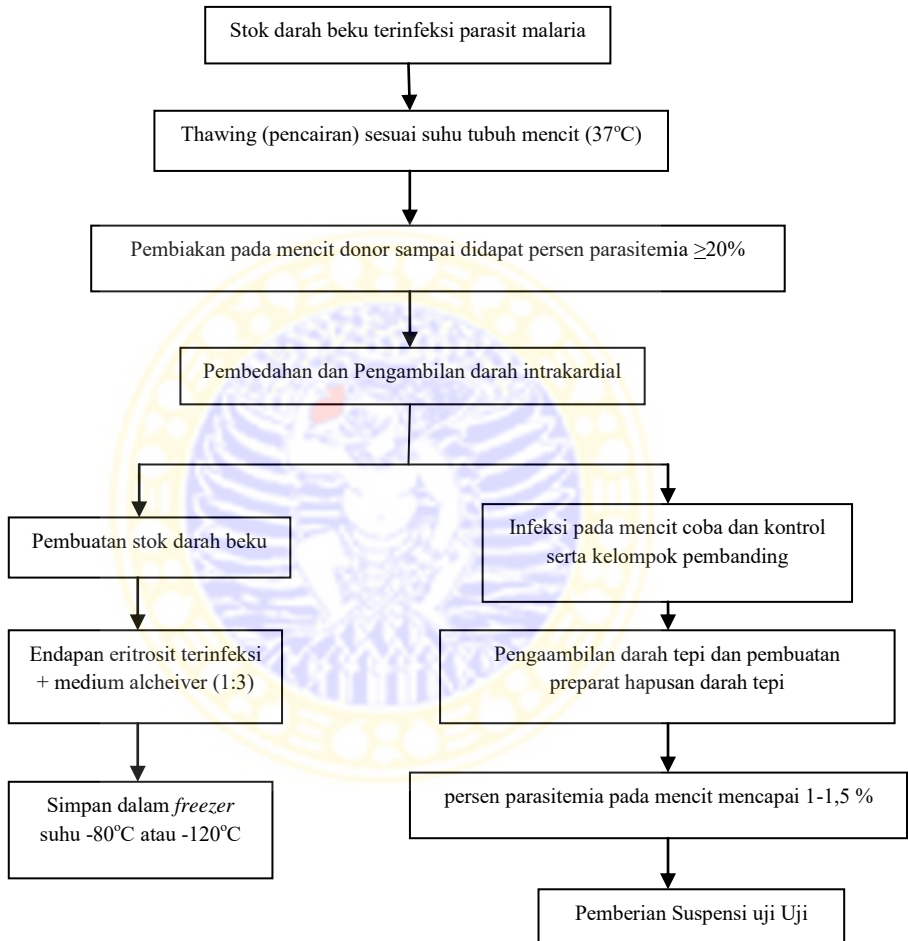 Stok darah beku terinfeksi parasit malaria
Thawing (pencairan) sesuai suhu tubuh mencit (37°C)
Pembiakan pada mencit donor sampai didapat persen parasitemia ≥20%
Pembedahan dan Pengambilan darah intrakardial
Pembuatan stok darah beku
Endapan eritrosit terinfeksi
+ medium alcheiver (1:3)
Simpan dalam freezer
suhu -80°C atau -120°C
Infeksi pada mencit coba dan kontrol
serta kelompok pembanding
Pengaambilan darah tepi dan pembuatan
preparat hapusan darah tepi
persen parasitemia pada mencit mencapai 1-1,5 %
Pemberian Suspensi uji Uji